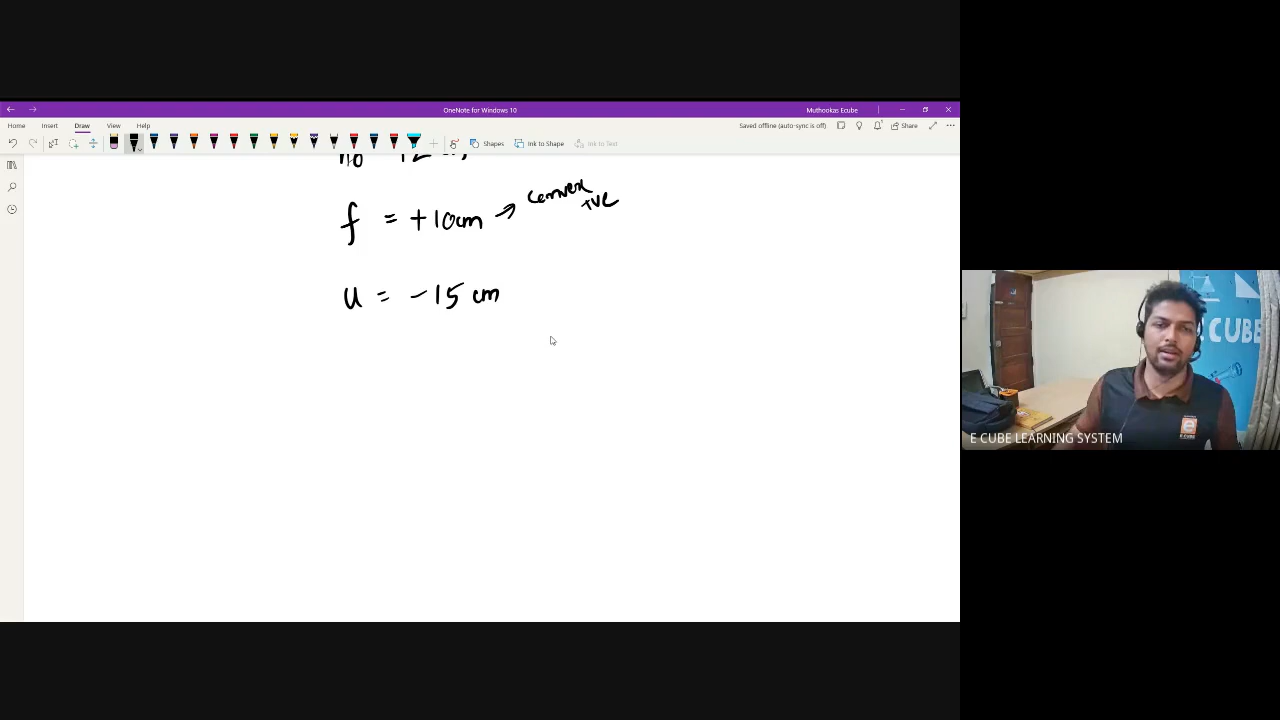 OneNote for Windows 10
Muthookas Ecube
Home Insert Draw View Help
Saved offline (auto-sync is off)
Share
Shapes
Ink to Shape
Ink to Text
f = +10cm → convex
+ve
u = -15 cm
E CUBE
E CUBE LEARNING SYSTEM